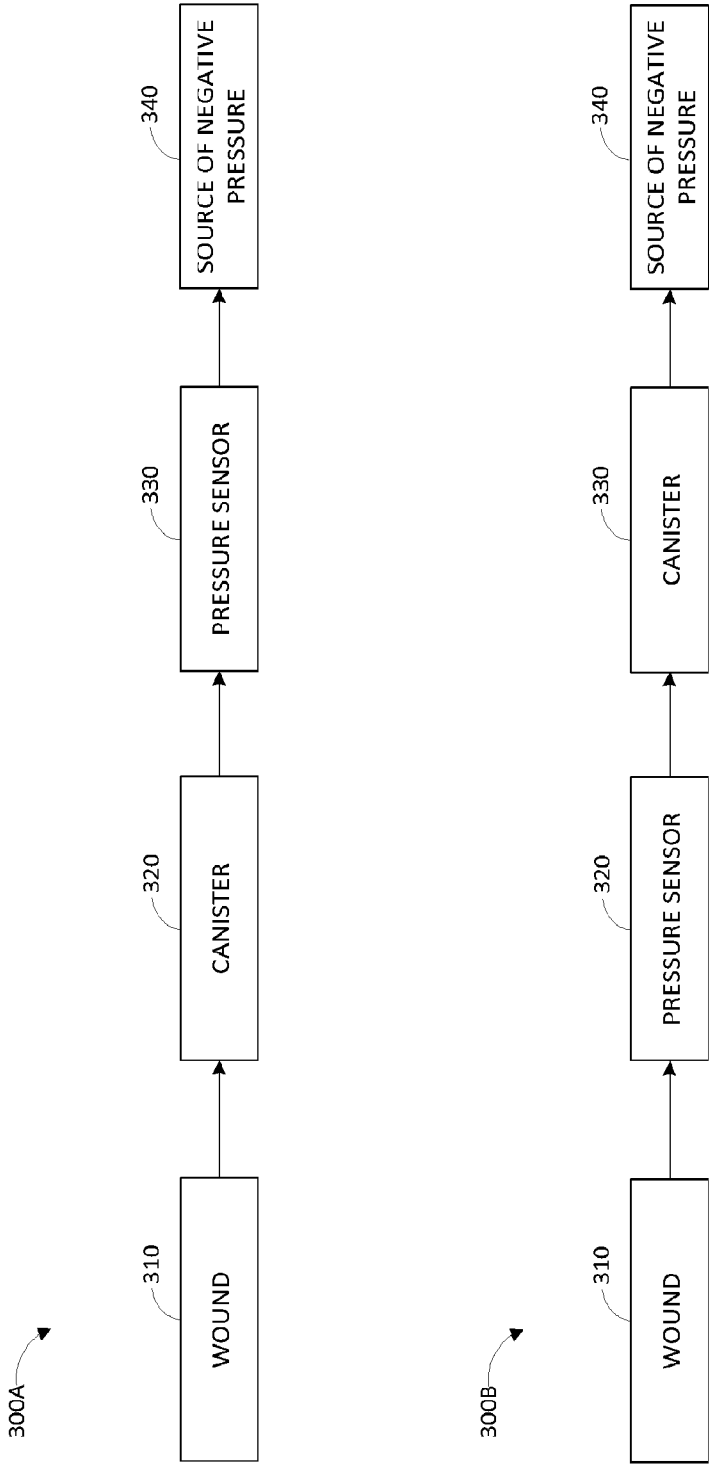 300A
310
WOUND
320
CANISTER
330
PRESSURE SENSOR
340
SOURCE OF NEGATIVE
PRESSURE
300B
310
WOUND
320
PRESSURE SENSOR
330
CANISTER
340
SOURCE OF NEGATIVE
PRESSURE